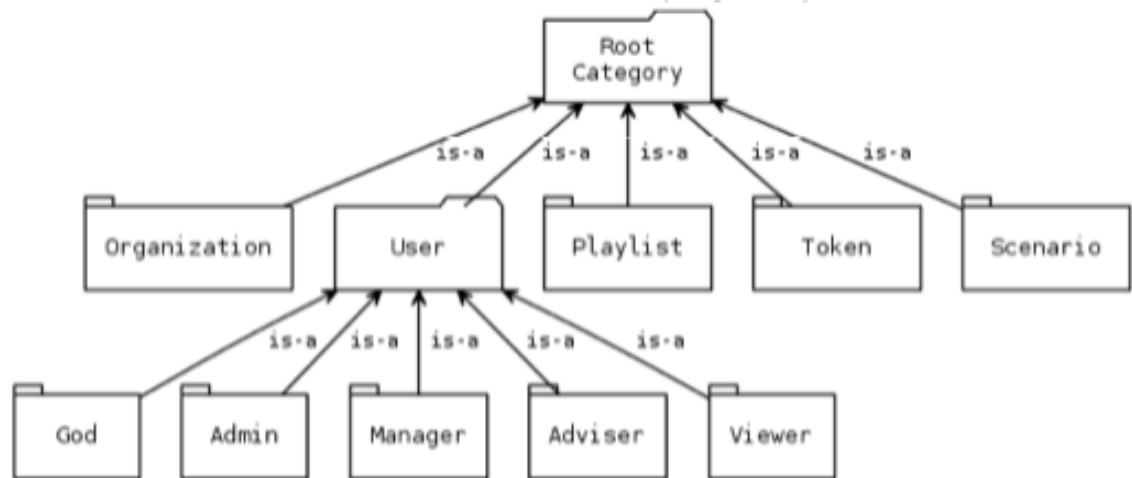 Root
Category
is-a
is-a
is-a
is-a
is-a
Organization
User
Playlist
Token
Scenario
is-a
is-a
is-a
is-a
is-a
God
Admin
Manager
Adviser
Viewer